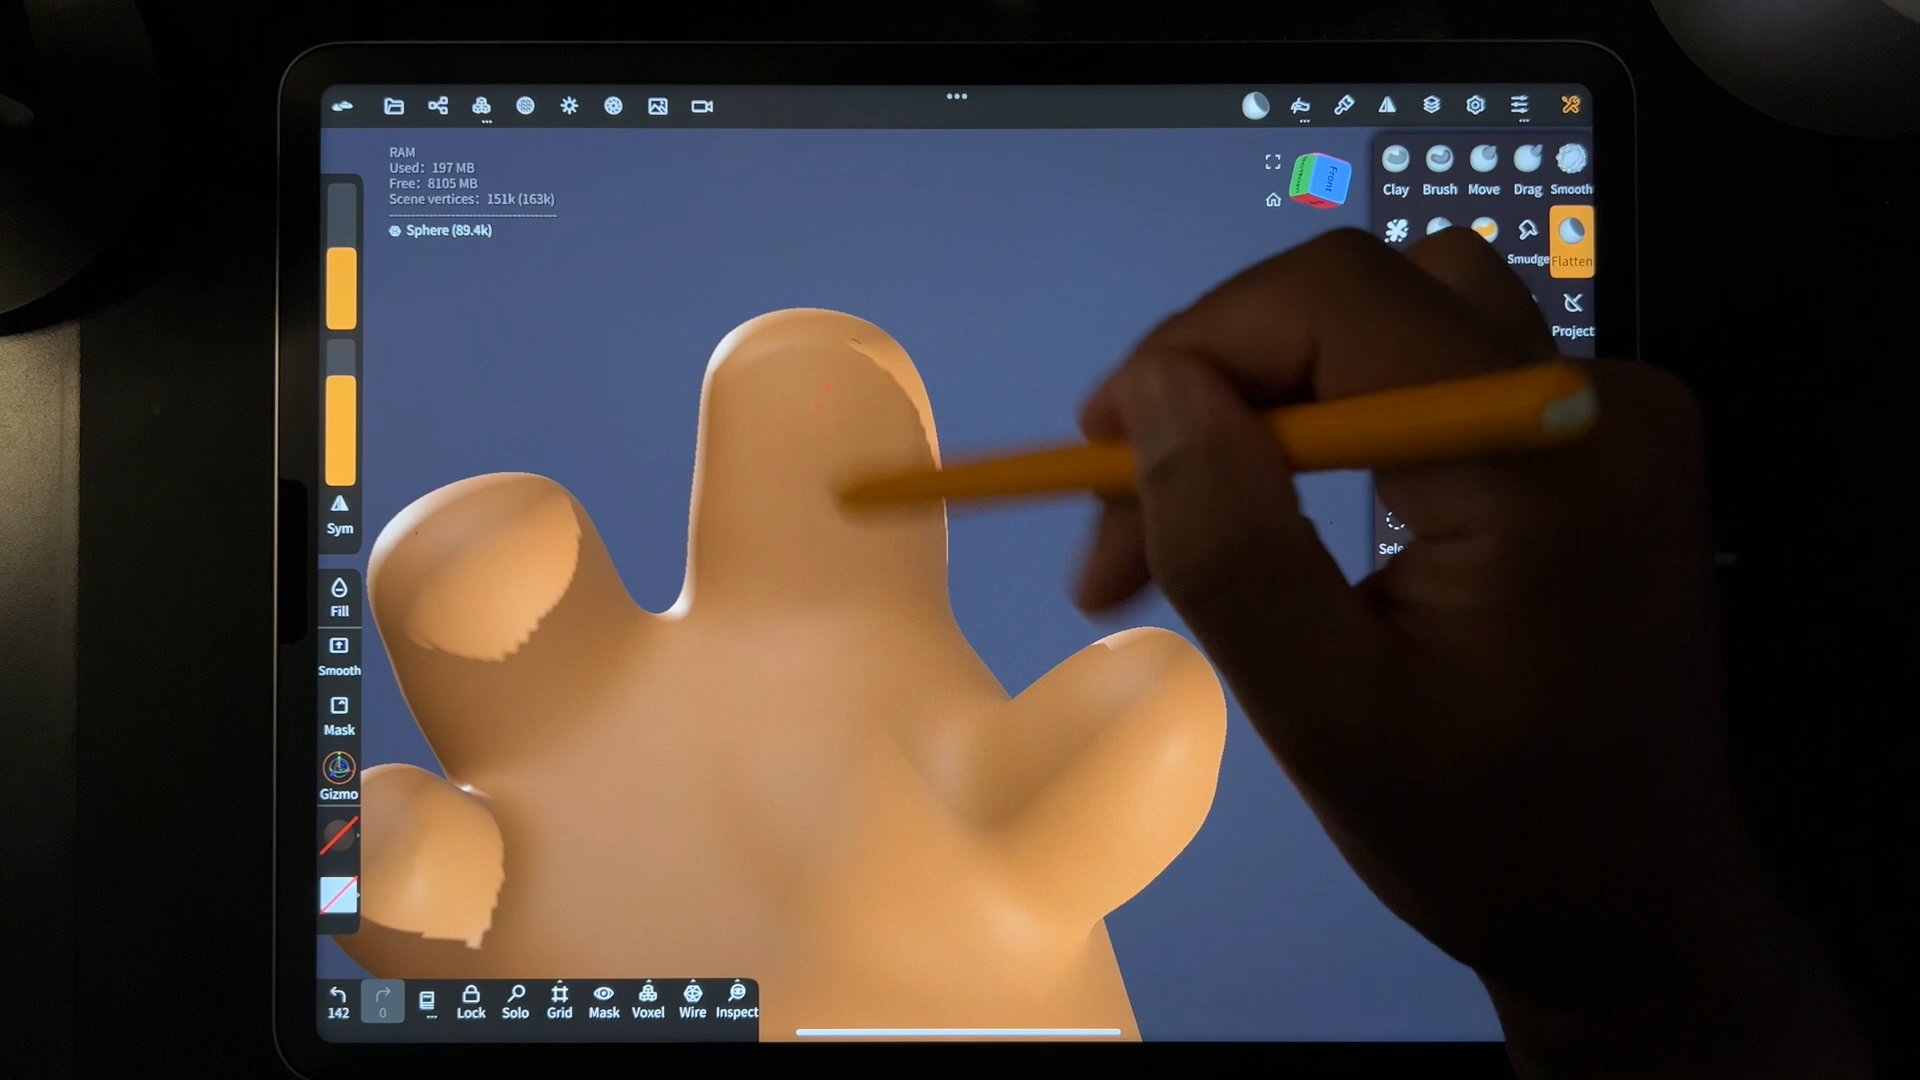 RAM
Used: 197 MB
Free: 8105 MB
Scene vertices: 151k (163k)
Sphere (89.4k)
Front
Clay
Brush
Move
Drag
Smooth
Smudge
Flatten
Project
Sym
Fill
Smooth
Mask
Gizmo
142
0
Lock
Solo
Grid
Mask
Voxel
Wire
Inspect